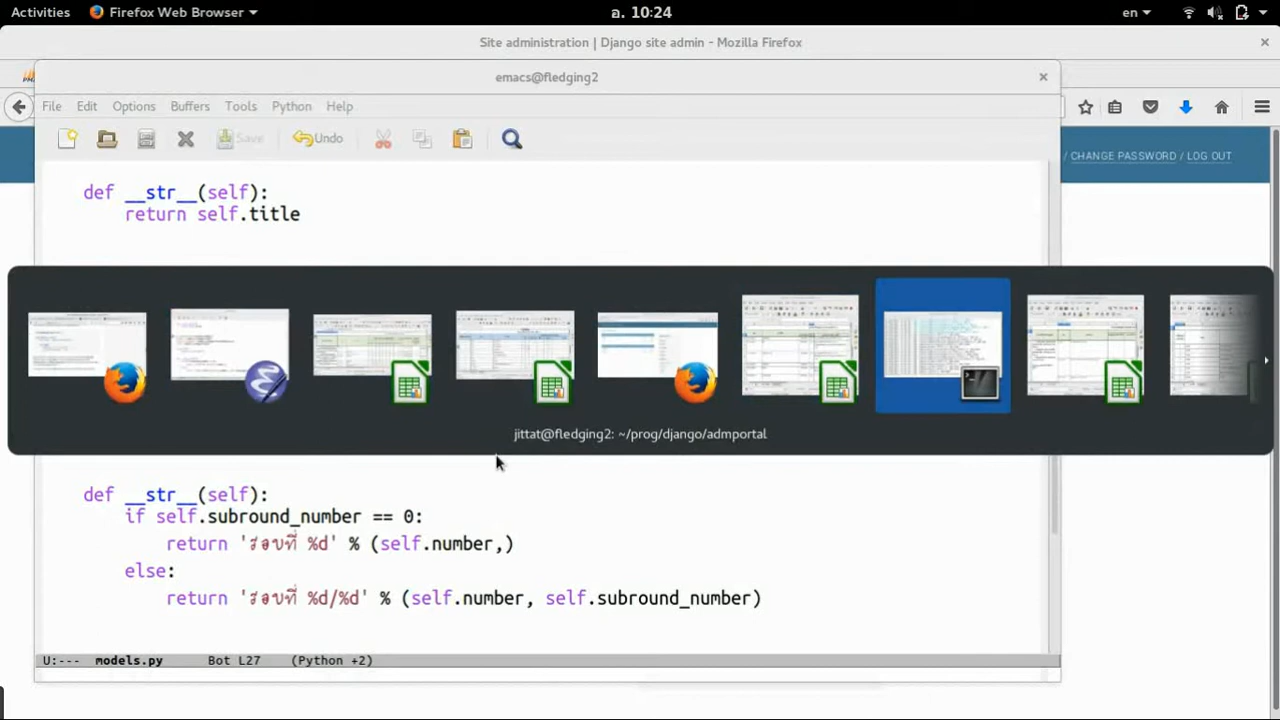 Activities Firefox Web Browser อ. 10:24 en
Site administration | Django site admin - Mozilla Firefox
emacs@fledging2
File Edit Options Buffers Tools Python Help
Save Undo
/ CHANGE PASSWORD / LOG OUT
def __str__(self):
return self.title
jittat@fledging2: ~/prog/django/admportal
def __str__(self):
if self.subround_number == 0:
return 'รอบที่ %d' % (self.number,)
else:
return 'รอบที่ %d/%d' % (self.number, self.subround_number)
U:--- models.py Bot L27 (Python +2)